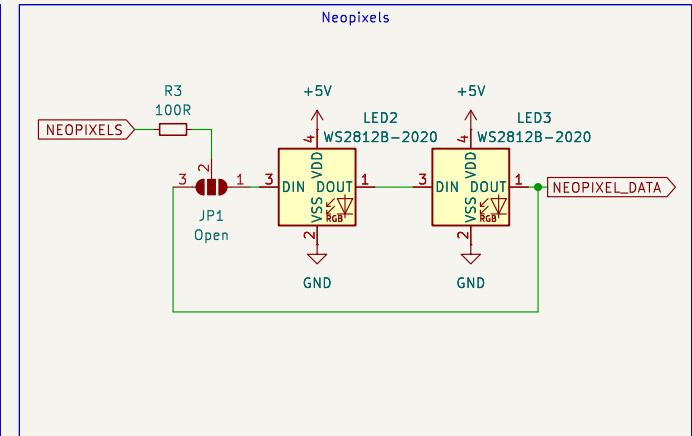 Neopixels
R3
100R
NEOPIXELS
3
2
1
JP1
Open
+5V
LED2
WS2812B-2020
4
VDD
3
DIN
DOUT
1
VSS
RGB
2
GND
+5V
LED3
WS2812B-2020
4
VDD
3
DIN
DOUT
1
VSS
RGB
2
GND
NEOPIXEL_DATA